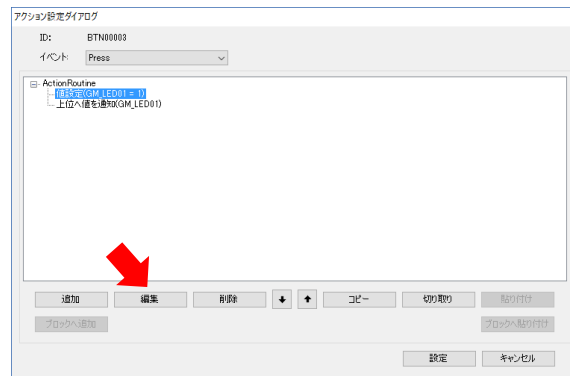 アクション設定ダイアログ
ID: BTN00003
イベント: Press
ActionRoutine
値設定(GM_LED01 = 1)
上位へ値を通知(GM_LED01)
追加 編集 削除 コピー 切り取り 貼り付け
ブロックへ追加 ブロックへ貼り付け
設定 キャンセル